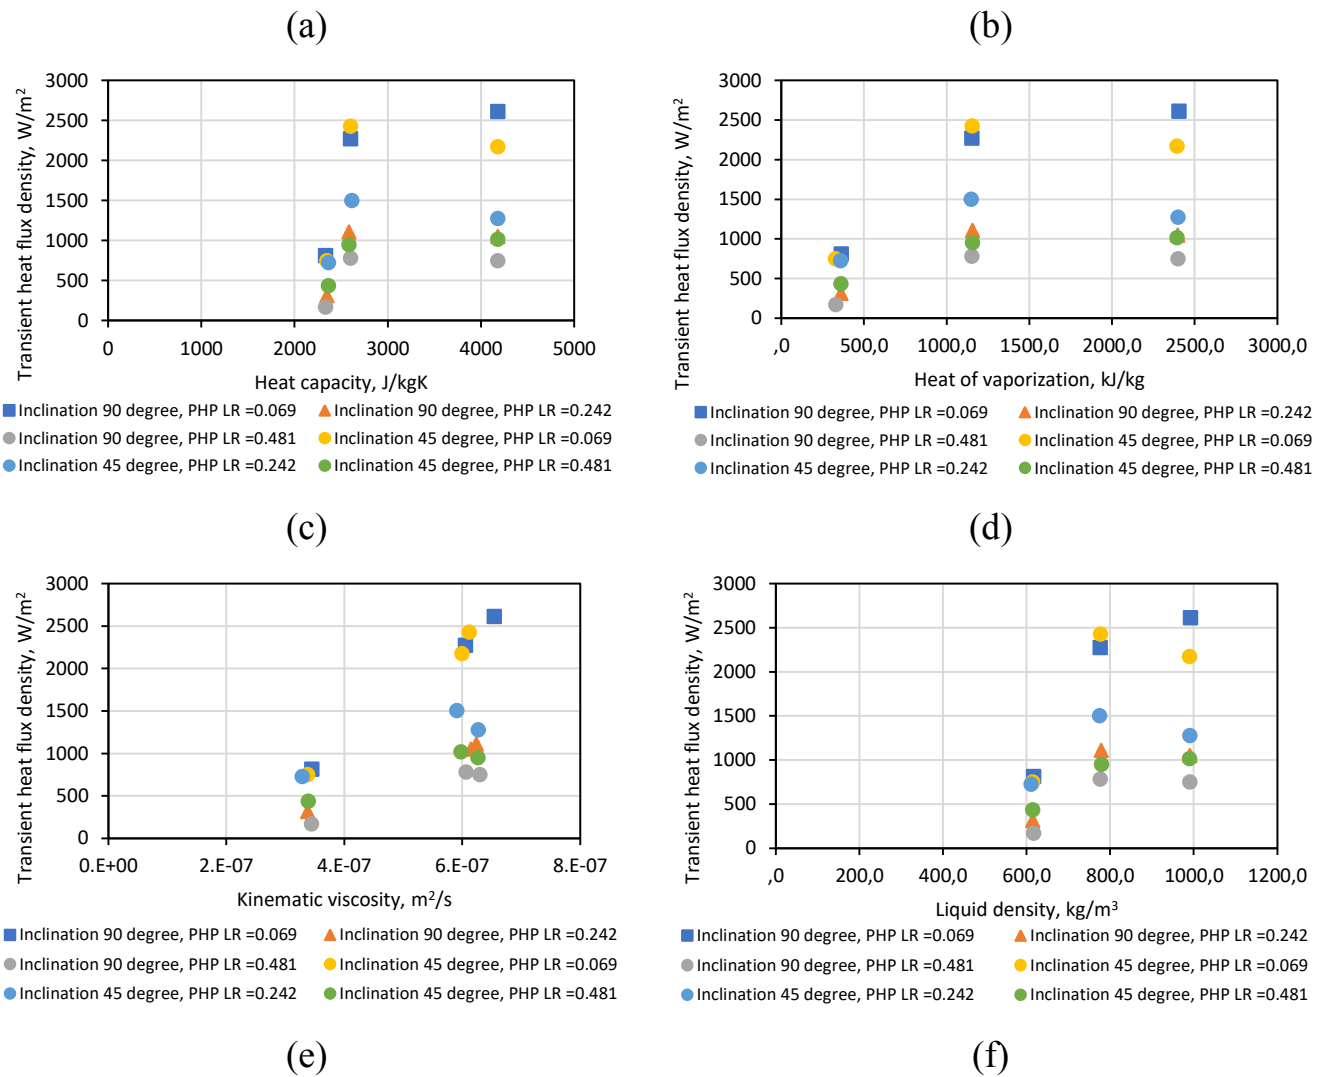 (a)
(b)
Transient heat flux density, W/m²
3000
2500
2000
1500
1000
500
0
0 1000 2000 3000 4000 5000
Heat capacity, J/kgK
Inclination 90 degree, PHP LR =0.069 Inclination 90 degree, PHP LR =0.242
Inclination 90 degree, PHP LR =0.481 Inclination 45 degree, PHP LR =0.069
Inclination 45 degree, PHP LR =0.242 Inclination 45 degree, PHP LR =0.481
Transient heat flux density, W/m²
3000
2500
2000
1500
1000
500
0
,0 500,0 1000,0 1500,0 2000,0 2500,0 3000,0
Heat of vaporization, kJ/kg
Inclination 90 degree, PHP LR =0.069 Inclination 90 degree, PHP LR =0.242
Inclination 90 degree, PHP LR =0.481 Inclination 45 degree, PHP LR =0.069
Inclination 45 degree, PHP LR =0.242 Inclination 45 degree, PHP LR =0.481
(c)
(d)
Transient heat flux density, W/m²
3000
2500
2000
1500
1000
500
0
0.E+00 2.E-07 4.E-07 6.E-07 8.E-07
Kinematic viscosity, m²/s
Inclination 90 degree, PHP LR =0.069 Inclination 90 degree, PHP LR =0.242
Inclination 90 degree, PHP LR =0.481 Inclination 45 degree, PHP LR =0.069
Inclination 45 degree, PHP LR =0.242 Inclination 45 degree, PHP LR =0.481
Transient heat flux density, W/m²
3000
2500
2000
1500
1000
500
0
,0 200,0 400,0 600,0 800,0 1000,0 1200,0
Liquid density, kg/m³
Inclination 90 degree, PHP LR =0.069 Inclination 90 degree, PHP LR =0.242
Inclination 90 degree, PHP LR =0.481 Inclination 45 degree, PHP LR =0.069
Inclination 45 degree, PHP LR =0.242 Inclination 45 degree, PHP LR =0.481
(e)
(f)